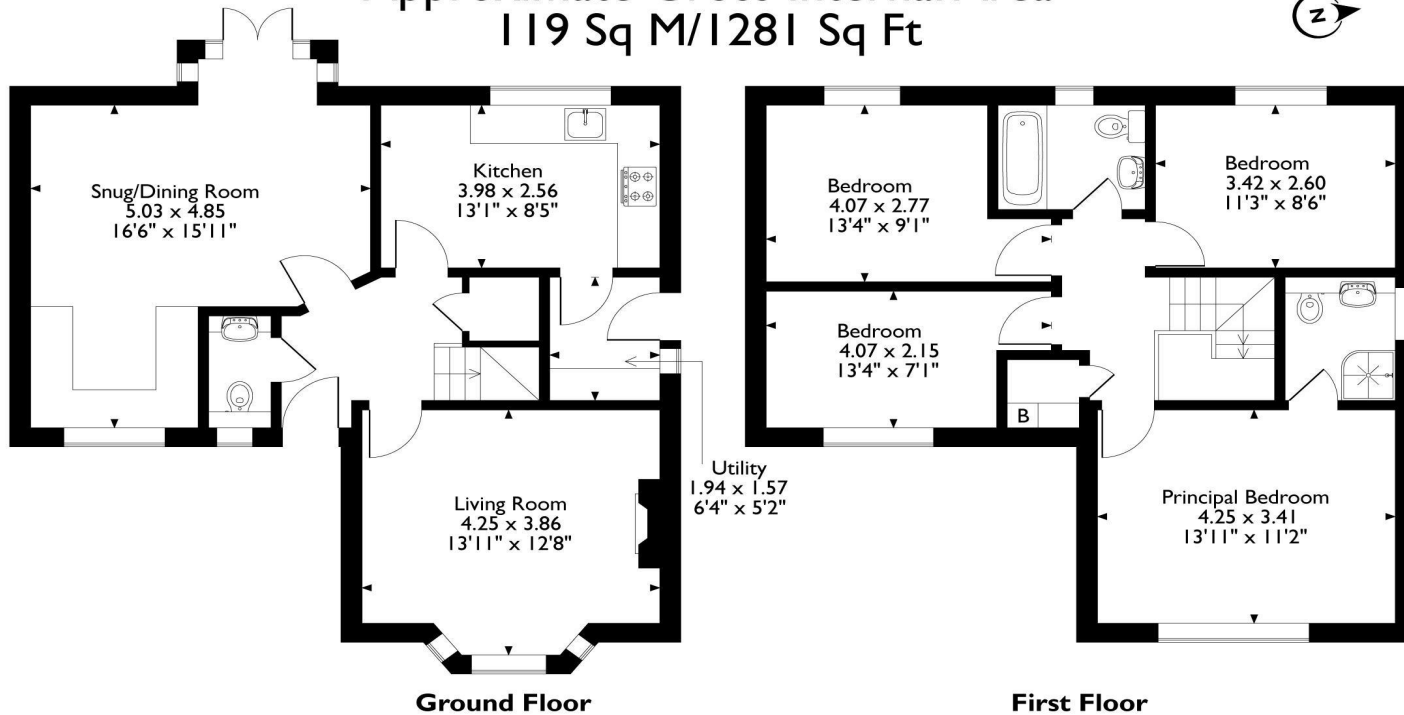 119 Sq M/1281 Sq Ft
Z
Snug/Dining Room
5.03 x 4.85
16'6" x 15'11"
Kitchen
3.98 x 2.56
13'1" x 8'5"
Utility
1.94 x 1.57
6'4" x 5'2"
Living Room
4.25 x 3.86
13'11" x 12'8"
Ground Floor
Bedroom
4.07 x 2.77
13'4" x 9'1"
Bedroom
3.42 x 2.60
11'3" x 8'6"
Bedroom
4.07 x 2.15
13'4" x 7'1"
B
Principal Bedroom
4.25 x 3.41
13'11" x 11'2"
First Floor